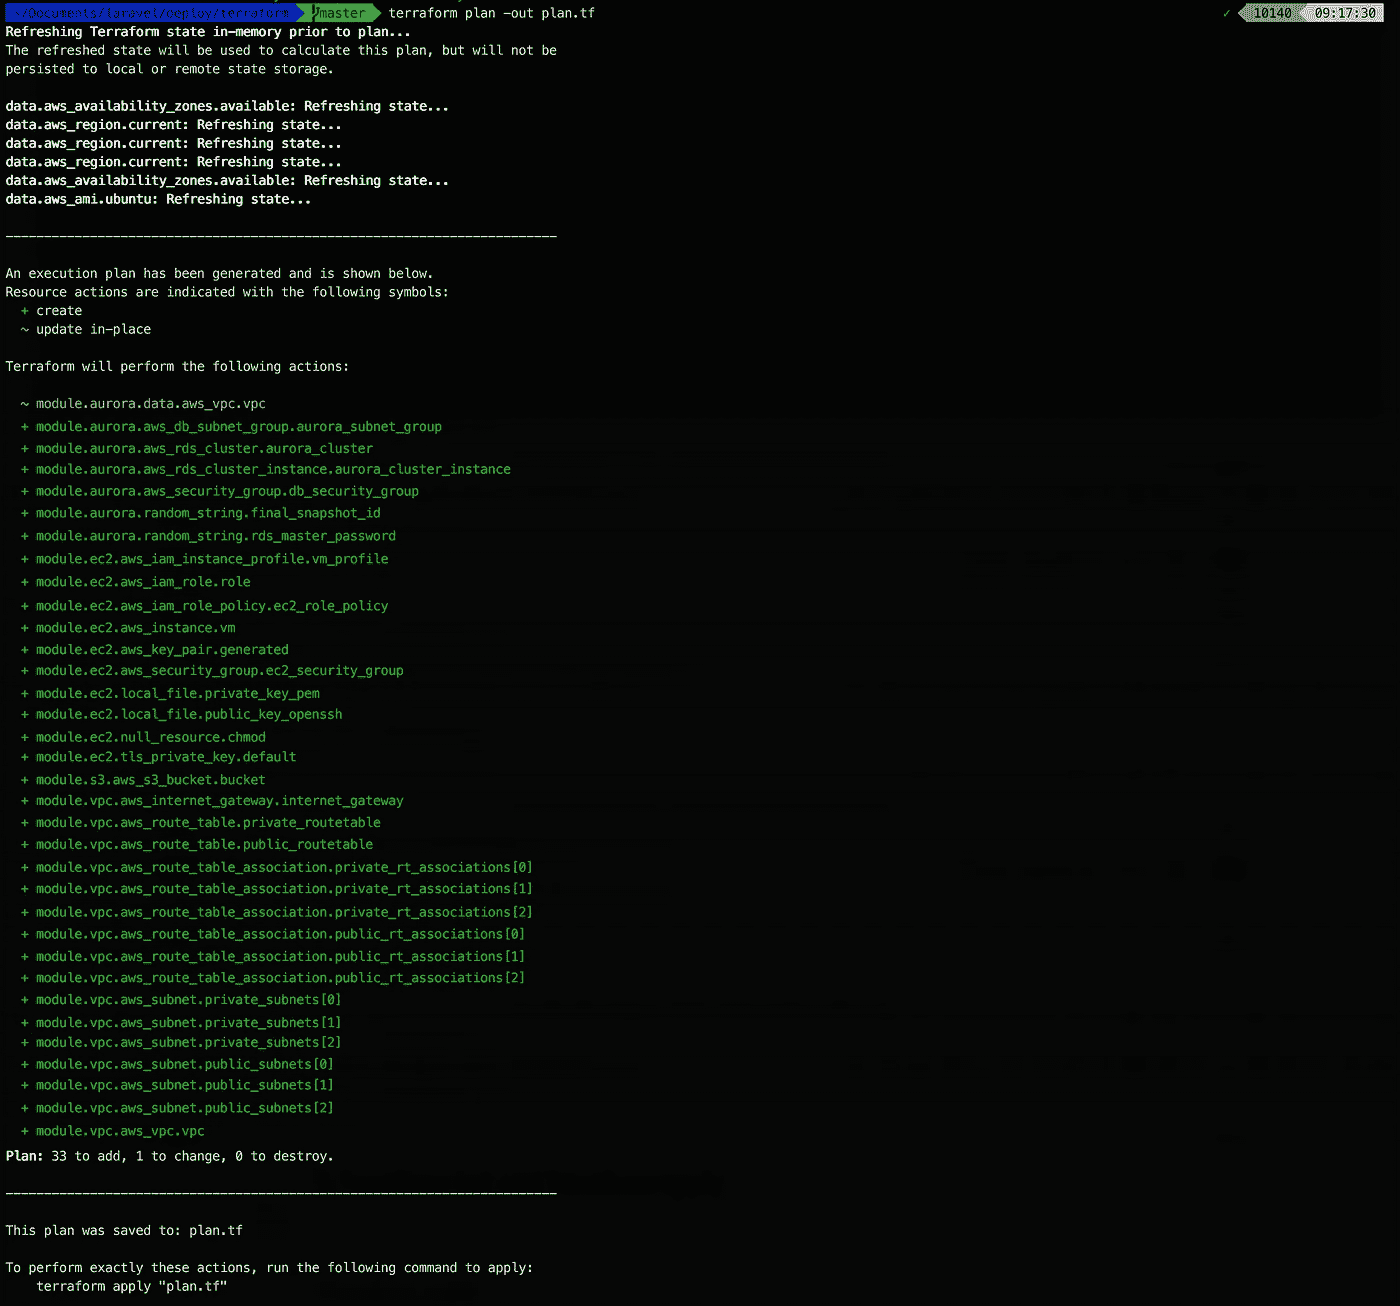 ~/Documents/laravel/deploy/terraform master terraform plan -out plan.tf ✓ 10140 09:17:30
Refreshing Terraform state in-memory prior to plan...
The refreshed state will be used to calculate this plan, but will not be
persisted to local or remote state storage.
data.aws_availability_zones.available: Refreshing state...
data.aws_region.current: Refreshing state...
data.aws_region.current: Refreshing state...
data.aws_region.current: Refreshing state...
data.aws_availability_zones.available: Refreshing state...
data.aws_ami.ubuntu: Refreshing state...
------------------------------------------------------------------------
An execution plan has been generated and is shown below.
Resource actions are indicated with the following symbols:
+ create
~ update in-place
Terraform will perform the following actions:
~ module.aurora.data.aws_vpc.vpc
+ module.aurora.aws_db_subnet_group.aurora_subnet_group
+ module.aurora.aws_rds_cluster.aurora_cluster
+ module.aurora.aws_rds_cluster_instance.aurora_cluster_instance
+ module.aurora.aws_security_group.db_security_group
+ module.aurora.random_string.final_snapshot_id
+ module.aurora.random_string.rds_master_password
+ module.ec2.aws_iam_instance_profile.vm_profile
+ module.ec2.aws_iam_role.role
+ module.ec2.aws_iam_role_policy.ec2_role_policy
+ module.ec2.aws_instance.vm
+ module.ec2.aws_key_pair.generated
+ module.ec2.aws_security_group.ec2_security_group
+ module.ec2.local_file.private_key_pem
+ module.ec2.local_file.public_key_openssh
+ module.ec2.null_resource.chmod
+ module.ec2.tls_private_key.default
+ module.s3.aws_s3_bucket.bucket
+ module.vpc.aws_internet_gateway.internet_gateway
+ module.vpc.aws_route_table.private_routetable
+ module.vpc.aws_route_table.public_routetable
+ module.vpc.aws_route_table_association.private_rt_associations[0]
+ module.vpc.aws_route_table_association.private_rt_associations[1]
+ module.vpc.aws_route_table_association.private_rt_associations[2]
+ module.vpc.aws_route_table_association.public_rt_associations[0]
+ module.vpc.aws_route_table_association.public_rt_associations[1]
+ module.vpc.aws_route_table_association.public_rt_associations[2]
+ module.vpc.aws_subnet.private_subnets[0]
+ module.vpc.aws_subnet.private_subnets[1]
+ module.vpc.aws_subnet.private_subnets[2]
+ module.vpc.aws_subnet.public_subnets[0]
+ module.vpc.aws_subnet.public_subnets[1]
+ module.vpc.aws_subnet.public_subnets[2]
+ module.vpc.aws_vpc.vpc
Plan: 33 to add, 1 to change, 0 to destroy.
------------------------------------------------------------------------
This plan was saved to: plan.tf
To perform exactly these actions, run the following command to apply:
terraform apply "plan.tf"